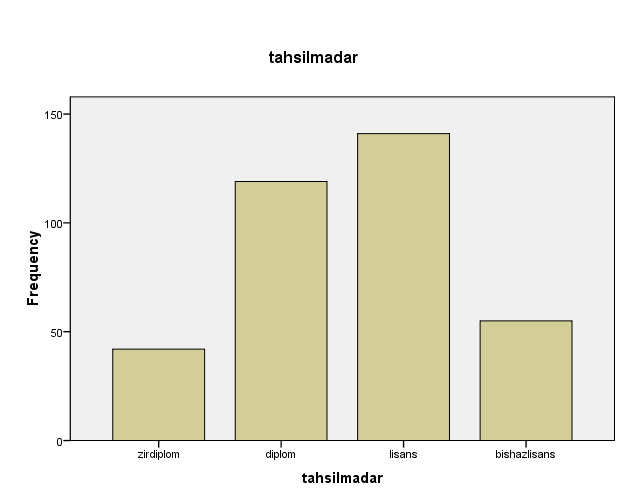 tahsilmadar
150
100
50
0
Frequency
zirdiplom diplom lisans bishazlisans
tahsilmadar